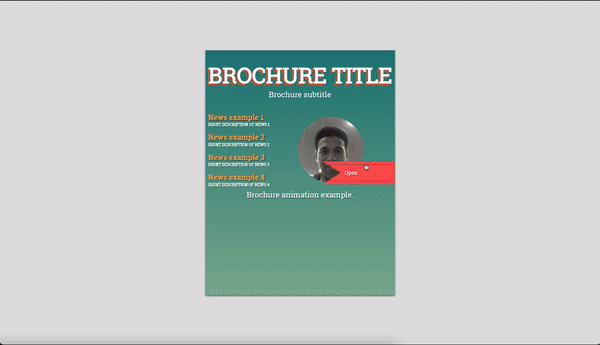 BROCHURE TITLE
Brochure subtitle
News example 1
SHORT DESCRIPTION OF NEWS 1
News example 2
SHORT DESCRIPTION OF NEWS 2
News example 3
SHORT DESCRIPTION OF NEWS 3
News example 4
SHORT DESCRIPTION OF NEWS 4
Open
Brochure animation example.